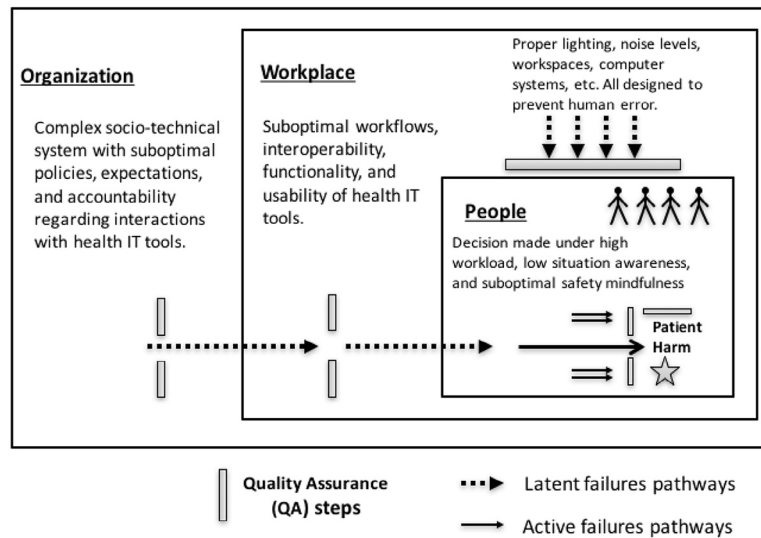 Organization
Complex socio-technical
system with suboptimal
policies, expectations,
and accountability
regarding interactions
with health IT tools.
Workplace
Suboptimal workflows,
interoperability,
functionality, and
usability of health IT
tools.
Proper lighting, noise levels,
workspaces, computer
systems, etc. All designed to
prevent human error.
People
Decision made under high
workload, low situation awareness,
and suboptimal safety mindfulness
Patient
Harm
Quality Assurance
(QA) steps
Latent failures pathways
Active failures pathways